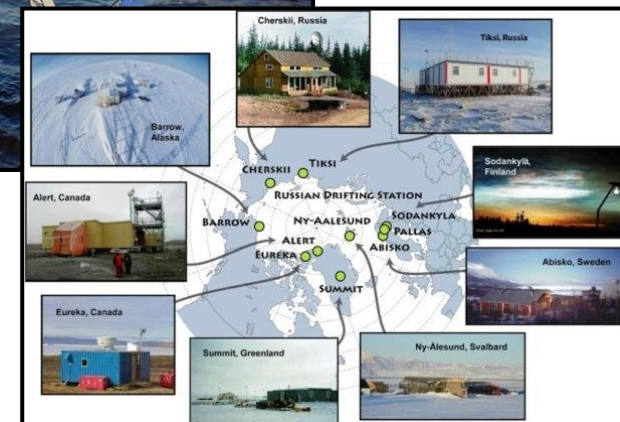 Cherskii, Russia
Tiksi, Russia
Barrow,
Alaska
Sodankylä,
Finland
Alert, Canada
Abisko, Sweden
Eureka, Canada
Summit, Greenland
Ny-Alesund, Svalbard
CHERSKII
TIKSI
RUSSIAN DRIFTING STATION
BARROW
NY-AALESUND
SODANKYLA
PALLAS
ABISKO
ALERT
EUREKA
SUMMIT